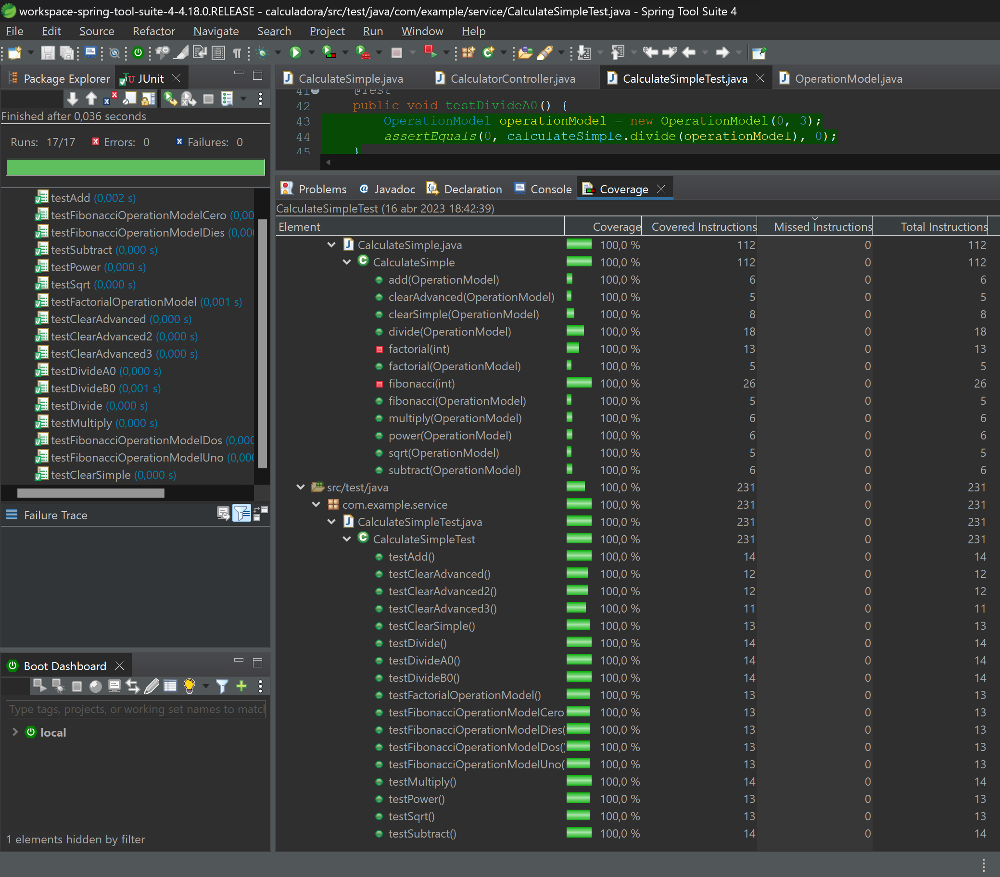 workspace-spring-tool-suite-4-4.18.0.RELEASE - calculadora/src/test/java/com/example/service/CalculateSimpleTest.java - Spring Tool Suite 4
File Edit Source Refactor Navigate Search Project Run Window Help
Package Explorer JUnit
Finished after 0,036 seconds
Runs: 17/17 Errors: 0 Failures: 0
testAdd (0,002 s)
testFibonacciOperationModelCero (0,00
testFibonacciOperationModelDies (0,000
testSubtract (0,000 s)
testPower (0,000 s)
testSqrt (0,000 s)
testFactorialOperationModel (0,001 s)
testClearAdvanced (0,000 s)
testClearAdvanced2 (0,000 s)
testClearAdvanced3 (0,000 s)
testDivideA0 (0,000 s)
testDivideB0 (0,001 s)
testDivide (0,000 s)
testMultiply (0,000 s)
testFibonacciOperationModelDos (0,000
testFibonacciOperationModelUno (0,000
testClearSimple (0,000 s)
Failure Trace
Boot Dashboard
Type tags, projects, or working set names to match
local
1 elements hidden by filter
CalculateSimple.java CalculatorController.java CalculateSimpleTest.java OperationModel.java
41 @Test
42 public void testDivideA0() {
43 OperationModel operationModel = new OperationModel(0, 3);
44 assertEquals(0, calculateSimple.divide(operationModel), 0);
45 }
Problems @ Javadoc Declaration Console Coverage
CalculateSimpleTest (16 abr 2023 18:42:39)
Element Coverage Covered Instructions Missed Instructions Total Instructions
CalculateSimple.java 100,0 % 112 0 112
CalculateSimple 100,0 % 112 0 112
add(OperationModel) 100,0 % 6 0 6
clearAdvanced(OperationModel) 100,0 % 5 0 5
clearSimple(OperationModel) 100,0 % 8 0 8
divide(OperationModel) 100,0 % 18 0 18
factorial(int) 100,0 % 13 0 13
factorial(OperationModel) 100,0 % 5 0 5
fibonacci(int) 100,0 % 26 0 26
fibonacci(OperationModel) 100,0 % 5 0 5
multiply(OperationModel) 100,0 % 6 0 6
power(OperationModel) 100,0 % 6 0 6
sqrt(OperationModel) 100,0 % 5 0 5
subtract(OperationModel) 100,0 % 6 0 6
src/test/java 100,0 % 231 0 231
com.example.service 100,0 % 231 0 231
CalculateSimpleTest.java 100,0 % 231 0 231
CalculateSimpleTest 100,0 % 231 0 231
testAdd() 100,0 % 14 0 14
testClearAdvanced() 100,0 % 12 0 12
testClearAdvanced2() 100,0 % 12 0 12
testClearAdvanced3() 100,0 % 11 0 11
testClearSimple() 100,0 % 13 0 13
testDivide() 100,0 % 14 0 14
testDivideA0() 100,0 % 14 0 14
testDivideB0() 100,0 % 14 0 14
testFactorialOperationModel() 100,0 % 13 0 13
testFibonacciOperationModelCero 100,0 % 13 0 13
testFibonacciOperationModelDies( 100,0 % 13 0 13
testFibonacciOperationModelDos() 100,0 % 13 0 13
testFibonacciOperationModelUno( 100,0 % 13 0 13
testMultiply() 100,0 % 14 0 14
testPower() 100,0 % 13 0 13
testSqrt() 100,0 % 13 0 13
testSubtract() 100,0 % 14 0 14